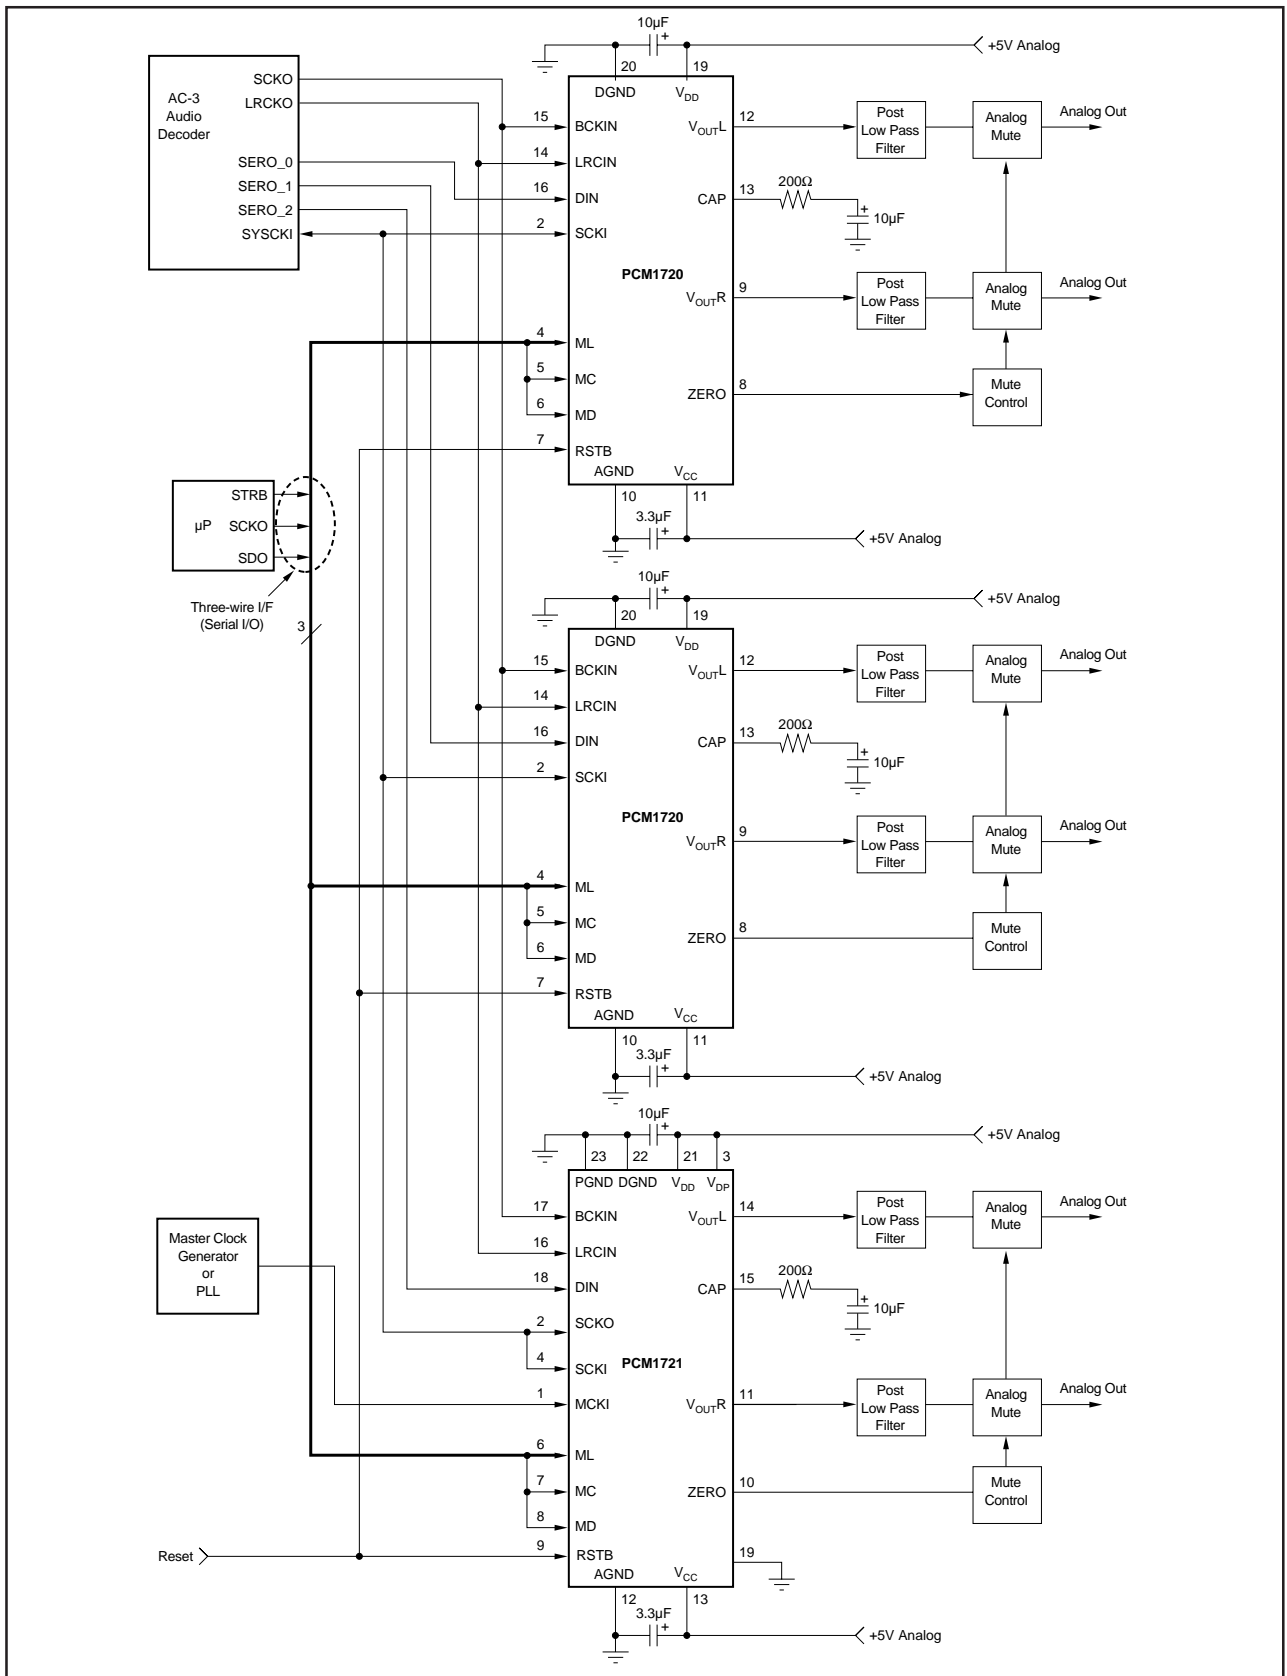 10µF
+
+5V Analog
20
19
AC-3
Audio
Decoder
SCKO
LRCKO
SERO_0
SERO_1
SERO_2
SYSCKI
DGND
VDD
15
BCKIN
14
LRCIN
16
DIN
2
SCKI
PCM1720
4
ML
5
MC
6
MD
7
RSTB
AGND
VCC
VOUTL
12
CAP
13
200Ω
+
10µF
VOUTR
9
ZERO
8
Post
Low Pass
Filter
Analog
Mute
Analog Out
Post
Low Pass
Filter
Analog
Mute
Analog Out
Mute
Control
10
11
3.3µF
+
+5V Analog
µP
STRB
SCKO
SDO
Three-wire I/F
(Serial I/O)
3
10µF
+
+5V Analog
20
19
DGND
VDD
15
BCKIN
14
LRCIN
16
DIN
2
SCKI
PCM1720
4
ML
5
MC
6
MD
7
RSTB
AGND
VCC
VOUTL
12
CAP
13
200Ω
+
10µF
VOUTR
9
ZERO
8
Post
Low Pass
Filter
Analog
Mute
Analog Out
Post
Low Pass
Filter
Analog
Mute
Analog Out
Mute
Control
10
11
3.3µF
+
+5V Analog
10µF
+
+5V Analog
23
22
21
3
PGND
DGND
VDD
VDP
Master Clock
Generator
or
PLL
17
BCKIN
16
LRCIN
18
DIN
2
SCKO
4
SCKI
PCM1721
1
MCKI
6
ML
7
MC
8
MD
Reset
9
RSTB
AGND
VCC
VOUTL
14
CAP
15
200Ω
+
10µF
VOUTR
11
ZERO
10
19
Post
Low Pass
Filter
Analog
Mute
Analog Out
Post
Low Pass
Filter
Analog
Mute
Analog Out
Mute
Control
12
13
3.3µF
+
+5V Analog